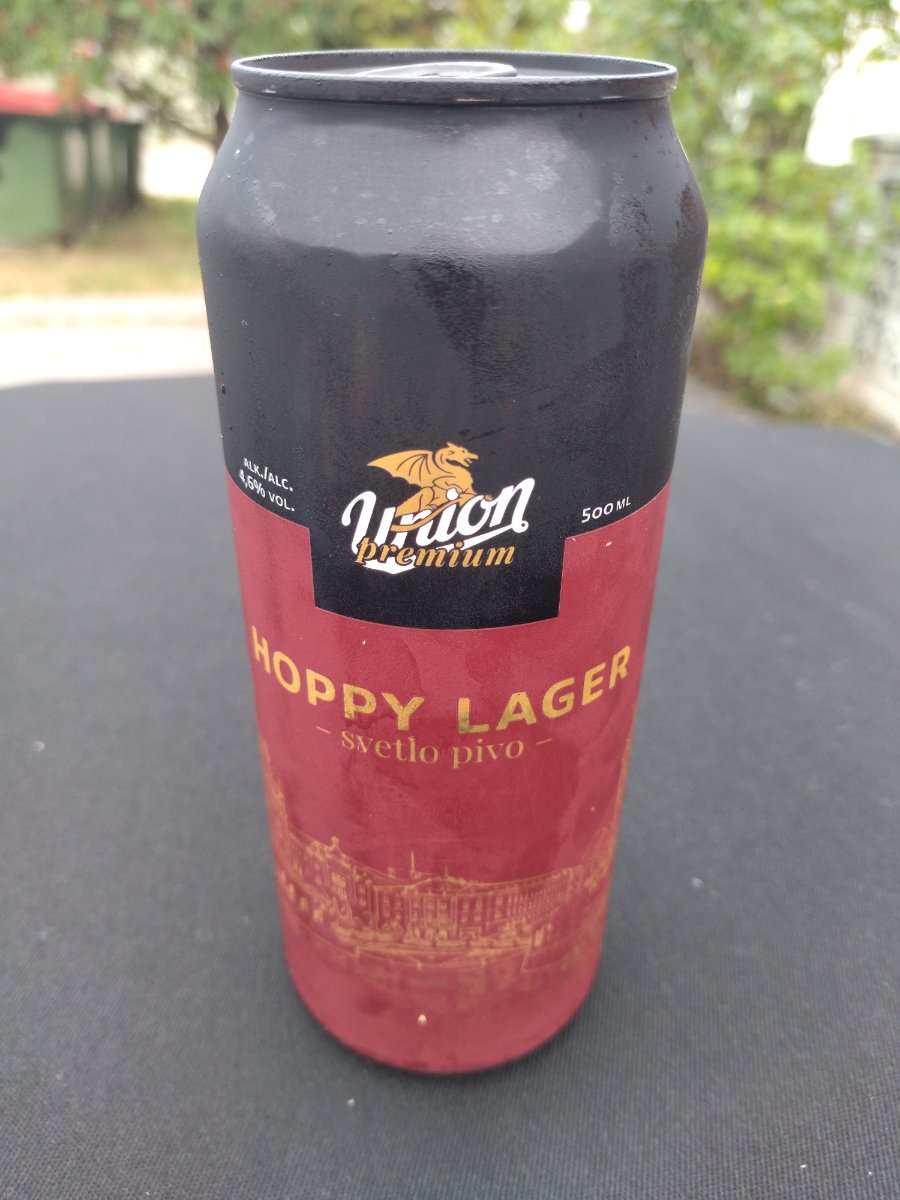 ALK./ALC.
4,6% VOL.
Union
premium
500 ML
HOPPY LAGER
– svetlo pivo –